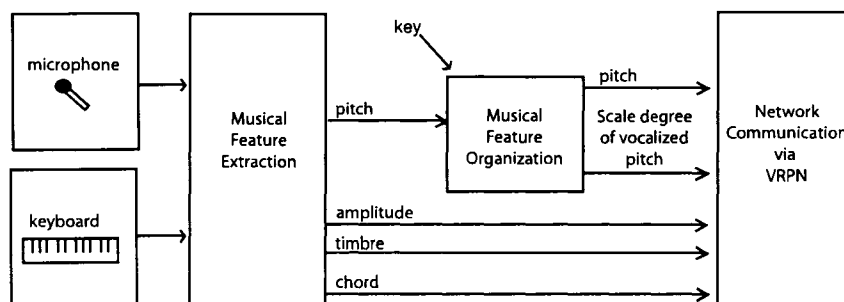 microphone
keyboard
Musical
Feature
Extraction
key
pitch
Musical
Feature
Organization
pitch
Scale degree
of vocalized
pitch
amplitude
timbre
chord
Network
Communication
via
VRPN